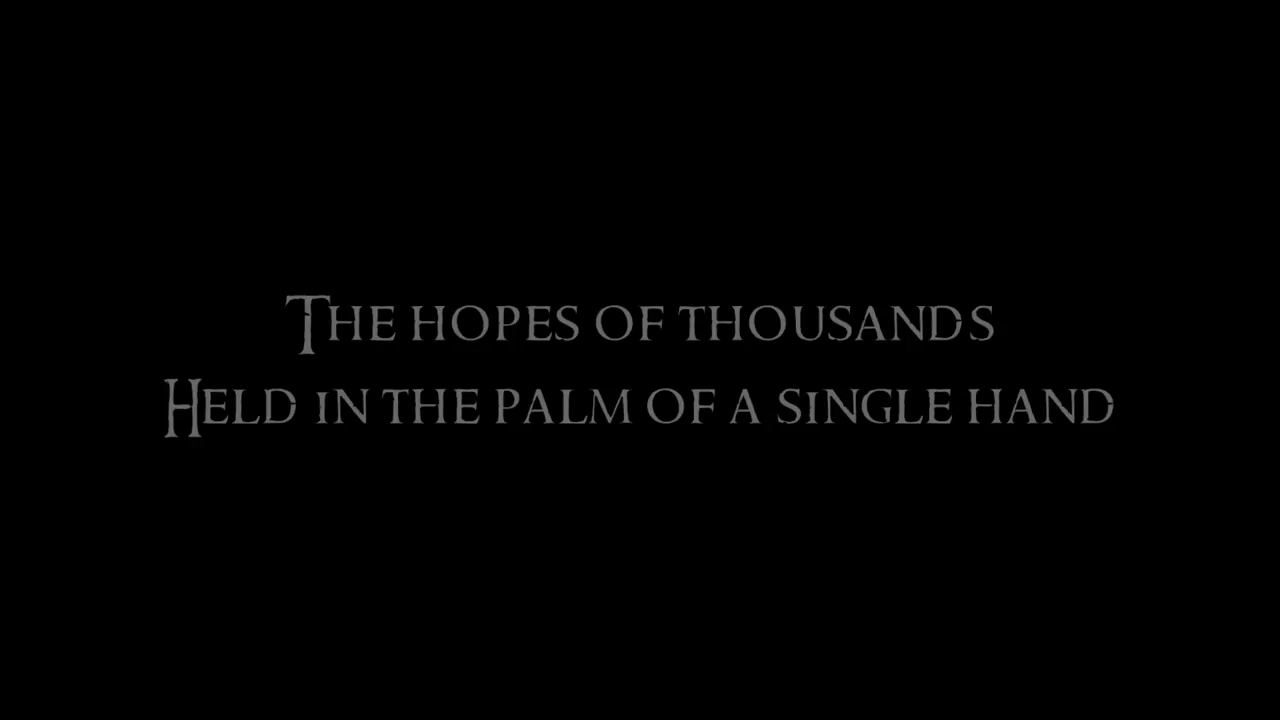 The hopes of thousands
Held in the palm of a single hand